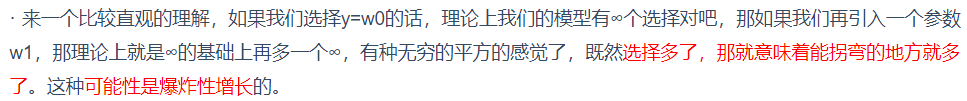 · 来一个比较直观的理解，如果我们选择y=w0的话，理论上我们的模型有∞个选择对吧，那如果我们再引入一个参数
w1，那理论上就是∞的基础上再多一个∞，有种无穷的平方的感觉了，既然选择多了，那就意味着能拐弯的地方就多
了。这种可能性是爆炸性增长的。